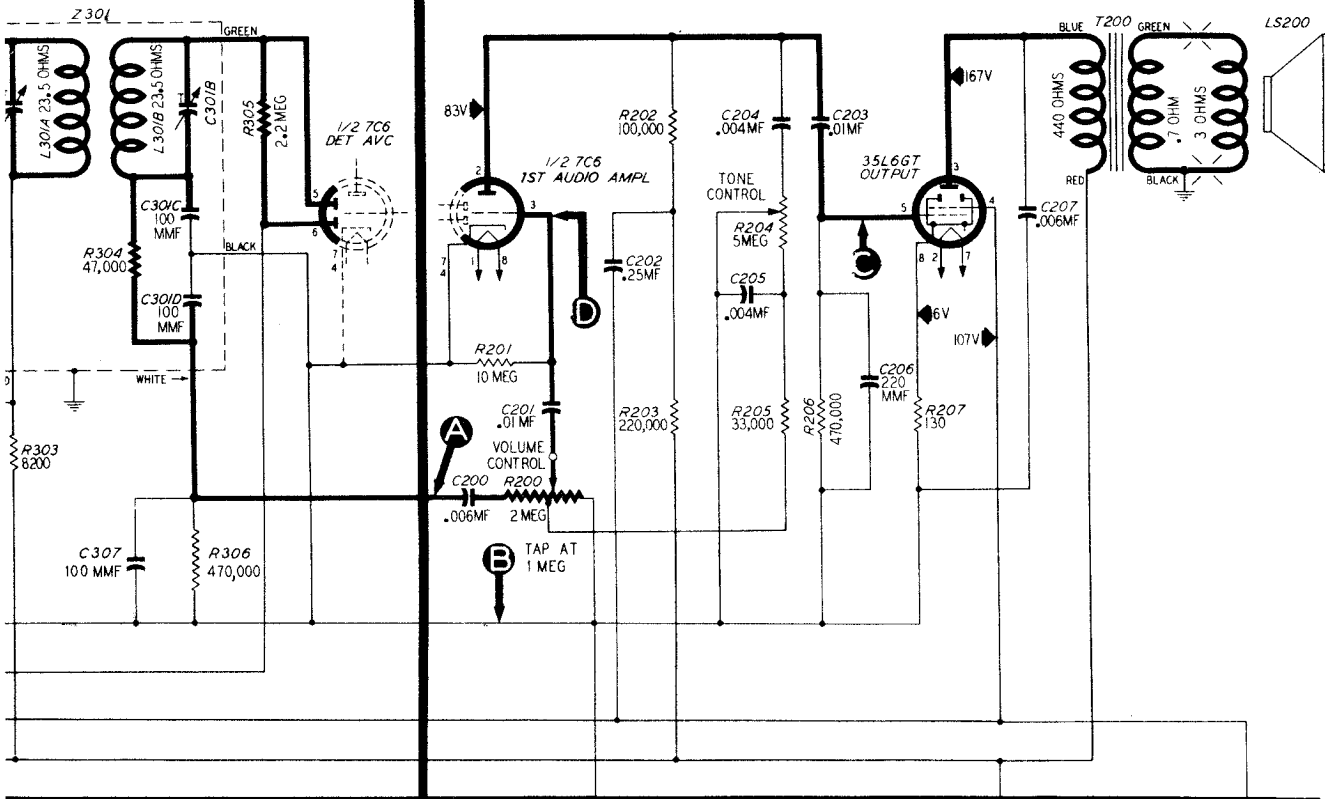 Z301
GREEN
L301A 23.5 OHMS
L301B 23.5 OHMS
C301B
R305
2.2 MEG
1/2 7C6
DET AVC
5
6
7
4
C301C
100
MMF
BLACK
R304
47,000
C301D
100
MMF
WHITE
R303
8200
C307
100 MMF
R306
470,000
83V
2
1/2 7C6
1ST AUDIO AMPL
3
7
4
1
8
D
R201
10 MEG
C201
.01MF
VOLUME
CONTROL
A
C200
.006MF
R200
2 MEG
B
TAP AT
1 MEG
R202
100,000
C202
.25MF
R203
220,000
C204
.004MF
TONE
CONTROL
R204
5MEG
C205
.004MF
R205
33,000
C203
.01MF
R206
470,000
C206
220
MMF
C
35L6GT
OUTPUT
167V
3
5
4
8
2
7
6V
107V
R207
130
C207
.006MF
BLUE
T200
GREEN
440 OHMS
.7 OHM
3 OHMS
RED
BLACK
LS200